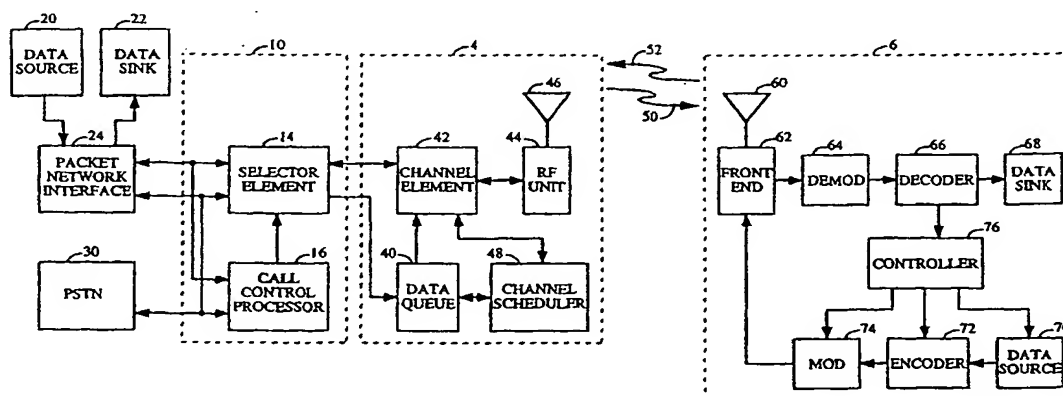 20
DATA
SOURCE
22
DATA
SINK
24
PACKET
NETWORK
INTERFACE
30
PSTN
10
14
SELECTOR
ELEMENT
16
CALL
CONTROL
PROCESSOR
4
42
CHANNEL
ELEMENT
46
44
RF
UNIT
40
DATA
QUEUE
48
CHANNEL
SCHEDULER
52
50
6
60
62
FRONT
END
64
DEMOD
66
DECODER
68
DATA
SINK
76
CONTROLLER
74
MOD
72
ENCODER
DATA
SOURCE